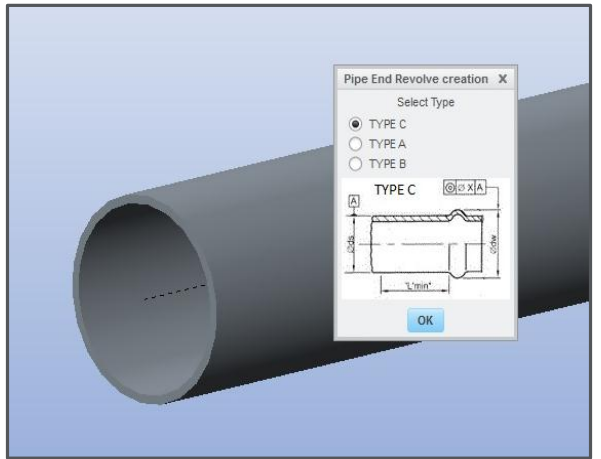 Pipe End Revolve creation X
Select Type
TYPE C
TYPE A
TYPE B
TYPE C
◎ Ø X A
A
Øds
Ødw
"L'min"
OK